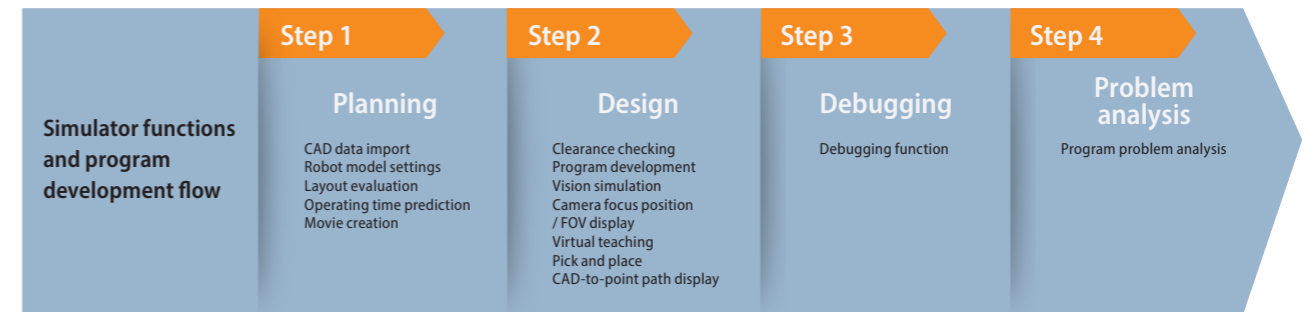 Simulator functions
and program
development flow
Step 1
Planning
CAD data import
Robot model settings
Layout evaluation
Operating time prediction
Movie creation
Step 2
Design
Clearance checking
Program development
Vision simulation
Camera focus position
/ FOV display
Virtual teaching
Pick and place
CAD-to-point path display
Step 3
Debugging
Debugging function
Step 4
Problem
analysis
Program problem analysis